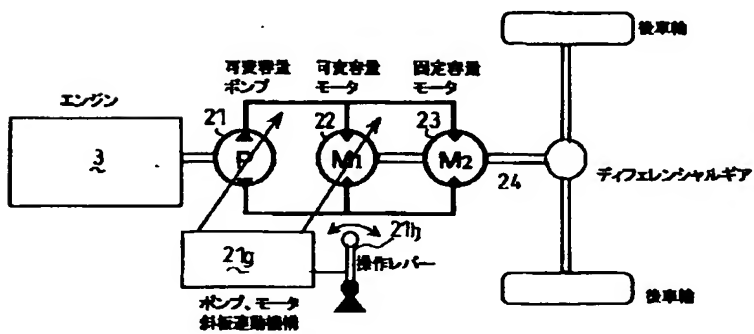 後車輪
可変容量
ポンプ
可変容量
モータ
固定容量
モータ
エンジン
21
22
23
3
P
M1
M2
24
ディフェレンシャルギア
21g
21h
操作レバー
ポンプ、モータ
斜板連動機構
後車輪